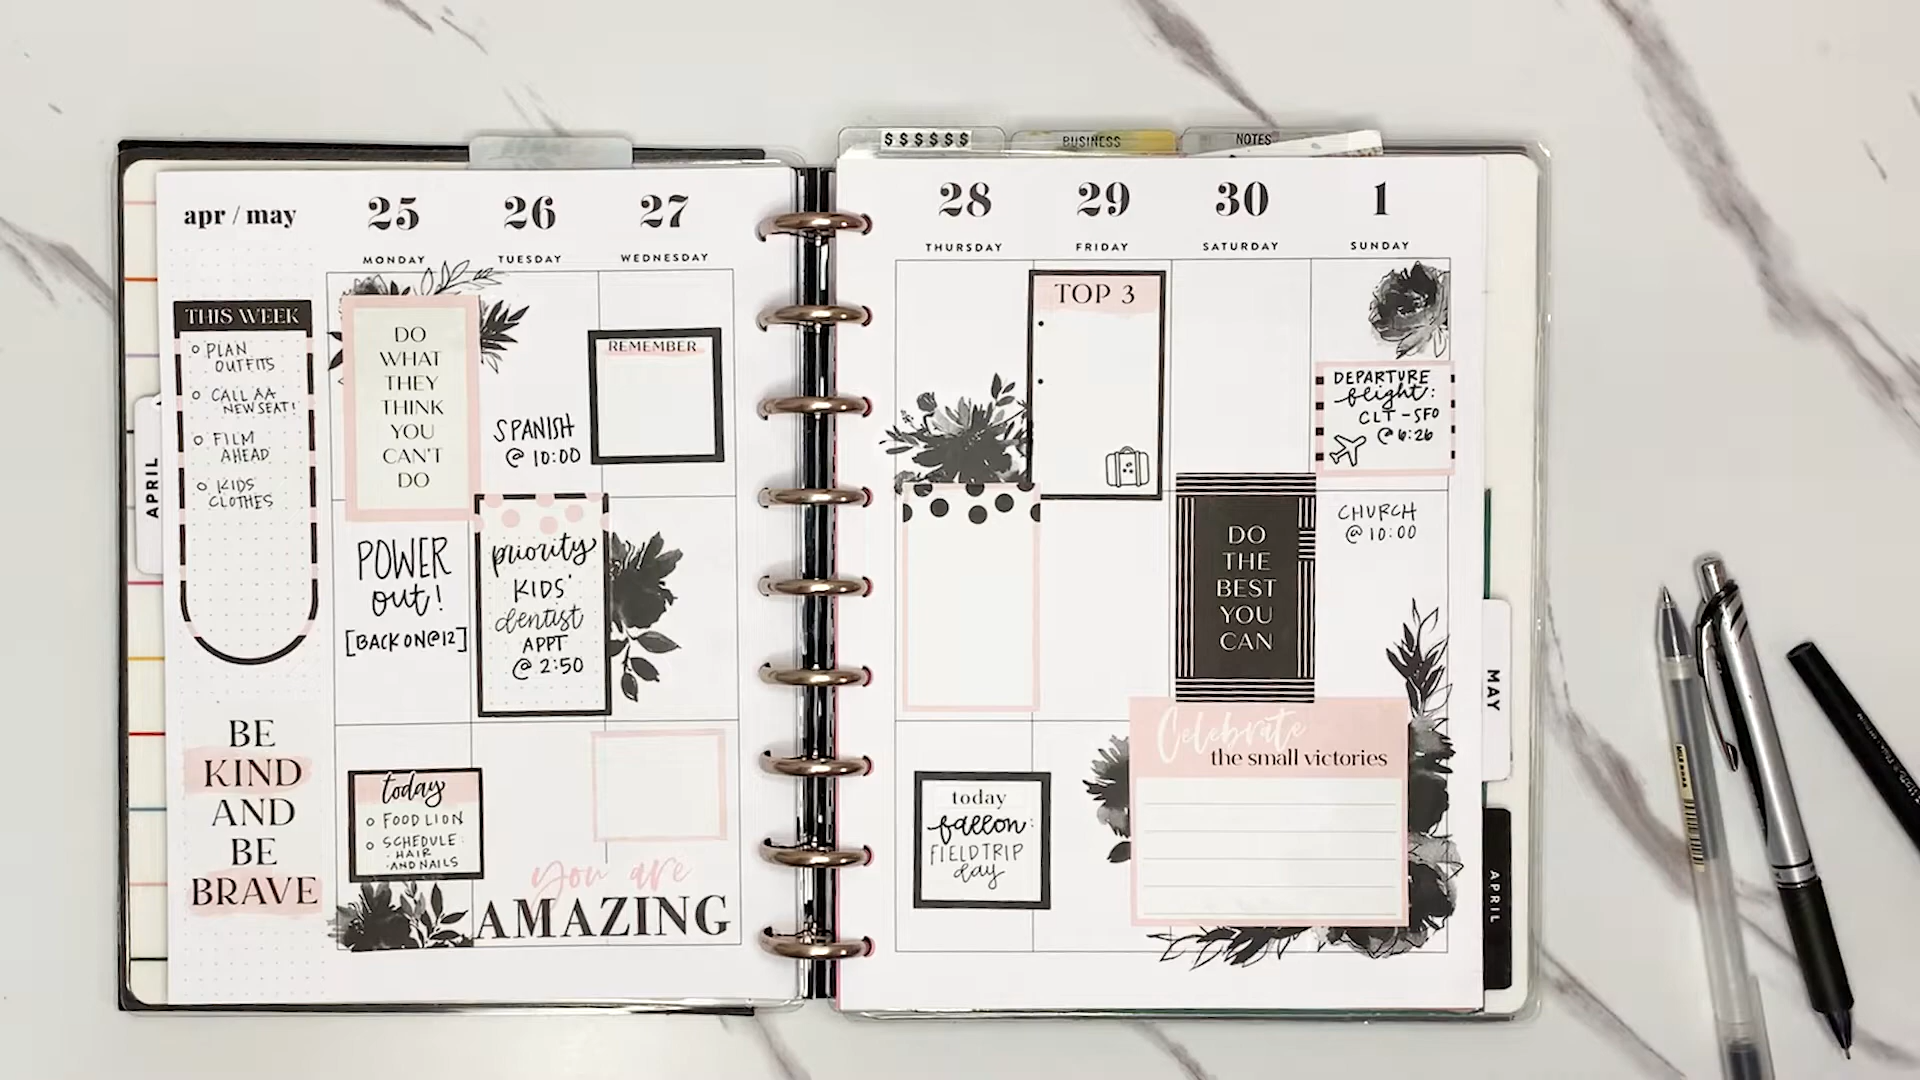 $ $ $ $ $ $
BUSINESS
NOTES
apr / may
25
MONDAY
26
TUESDAY
27
WEDNESDAY
28
THURSDAY
29
FRIDAY
30
SATURDAY
1
SUNDAY
THIS WEEK
PLAN
OUTFITS
CALL AA
NEW SEAT!
FILM
AHEAD
KIDS'
CLOTHES
BE
KIND
AND
BE
BRAVE
APRIL
DO
WHAT
THEY
THINK
YOU
CAN'T
DO
POWER
out!
[BACK ON @ 12]
today
FOOD LION
SCHEDULE:
· HAIR
· AND NAILS
SPANISH
@ 10:00
priority
KIDS'
dentist
APPT
@ 2:50
REMEMBER
you are
AMAZING
today
fallon:
FIELD TRIP
day
TOP 3
DO
THE
BEST
YOU
CAN
Celebrate
the small victories
DEPARTURE
flight:
CLT - SFO
@ 6:26
CHURCH
@ 10:00
MAY
APRIL